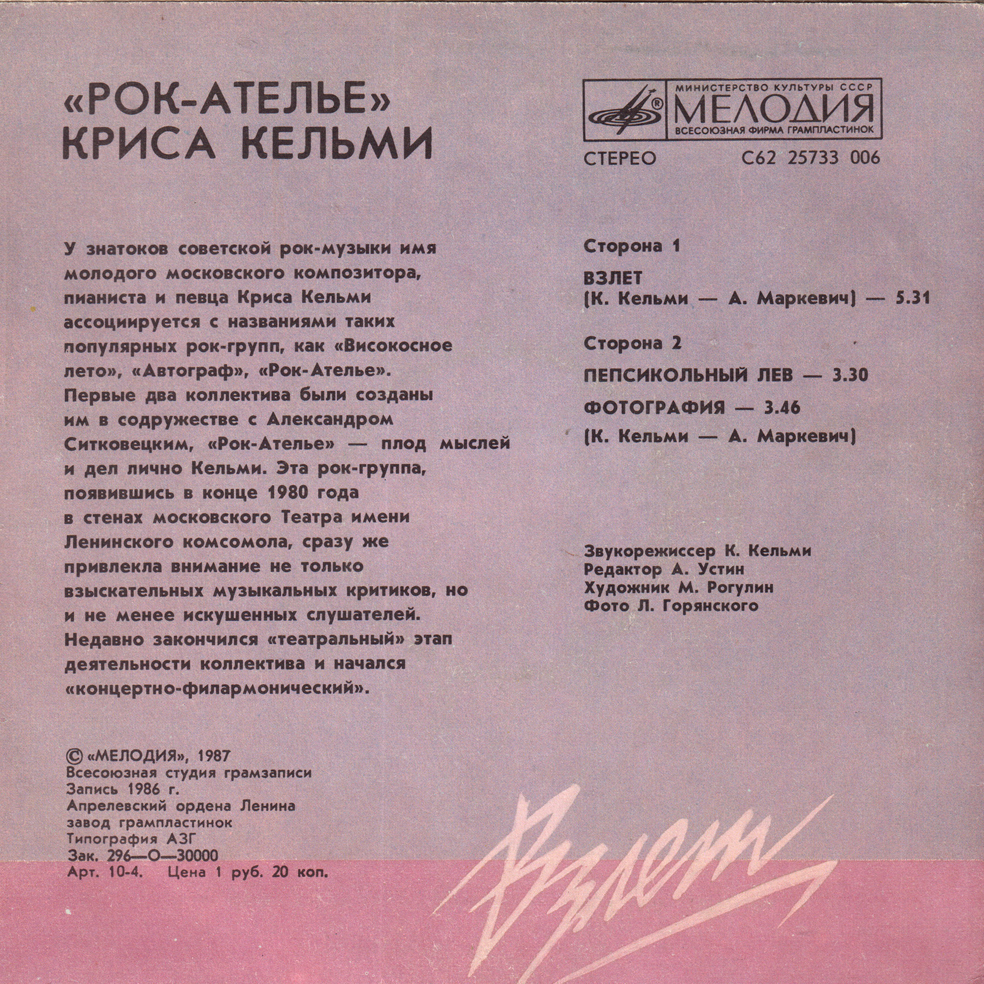 «РОК-АТЕЛЬЕ»
КРИСА КЕЛЬМИ
МИНИСТЕРСТВО КУЛЬТУРЫ СССР
МЕЛОДИЯ
ВСЕСОЮЗНАЯ ФИРМА ГРАМПЛАСТИНОК
®
СТЕРЕО С62 25733 006
У знатоков советской рок-музыки имя
молодого московского композитора,
пианиста и певца Криса Кельми
ассоциируется с названиями таких
популярных рок-групп, как «Високосное
лето», «Автограф», «Рок-Ателье».
Первые два коллектива были созданы
им в содружестве с Александром
Ситковецким, «Рок-Ателье» — плод мыслей
и дел лично Кельми. Эта рок-группа,
появившись в конце 1980 года
в стенах московского Театра имени
Ленинского комсомола, сразу же
привлекла внимание не только
взыскательных музыкальных критиков, но
и не менее искушенных слушателей.
Недавно закончился «театральный» этап
деятельности коллектива и начался
«концертно-филармонический».
Сторона 1
ВЗЛЕТ
(К. Кельми — А. Маркевич) — 5.31
Сторона 2
ПЕПСИКОЛЬНЫЙ ЛЕВ — 3.30
ФОТОГРАФИЯ — 3.46
(К. Кельми — А. Маркевич)
Звукорежиссер К. Кельми
Редактор А. Устин
Художник М. Рогулин
Фото Л. Горянского
© «МЕЛОДИЯ», 1987
Всесоюзная студия грамзаписи
Запись 1986 г.
Апрелевский ордена Ленина
завод грампластинок
Типография АЗГ
Зак. 296—О—30000
Арт. 10-4. Цена 1 руб. 20 коп.
Взлет